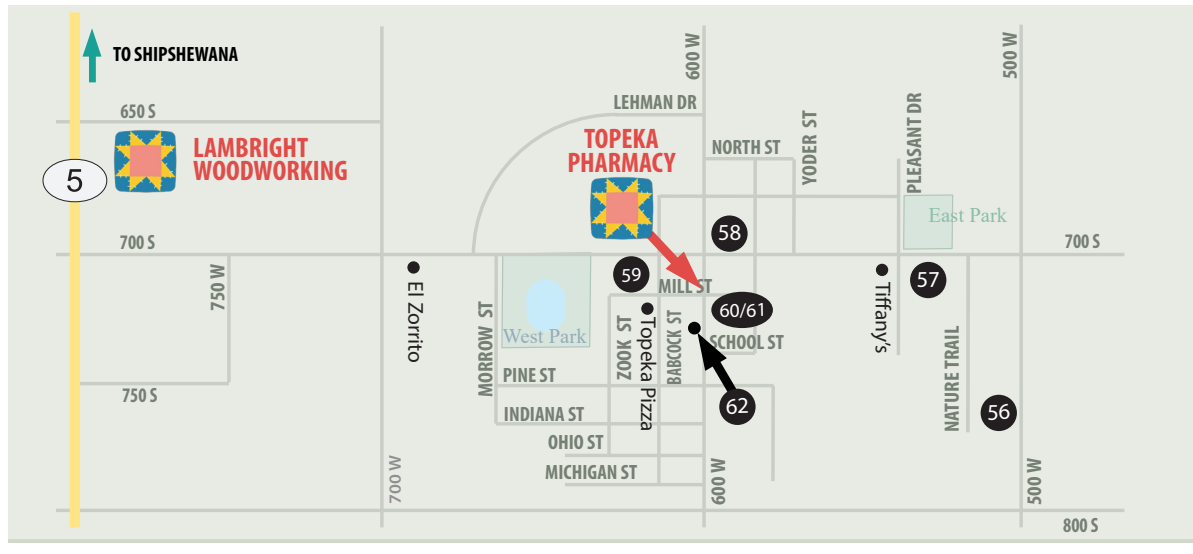 TO SHIPSHEWANA
600 W
500 W
650 S
LEHMAN DR
LAMBRIGHT
WOODWORKING
5
TOPEKA
PHARMACY
NORTH ST
YODER ST
PLEASANT DR
East Park
58
700 S
700 S
750 W
El Zorrito
MORROW ST
West Park
59
MILL ST
60/61
ZOOK ST
Topeka Pizza
BABCOCK ST
SCHOOL ST
Tiffany's
57
NATURE TRAIL
750 S
PINE ST
62
56
INDIANA ST
OHIO ST
MICHIGAN ST
700 W
600 W
500 W
800 S